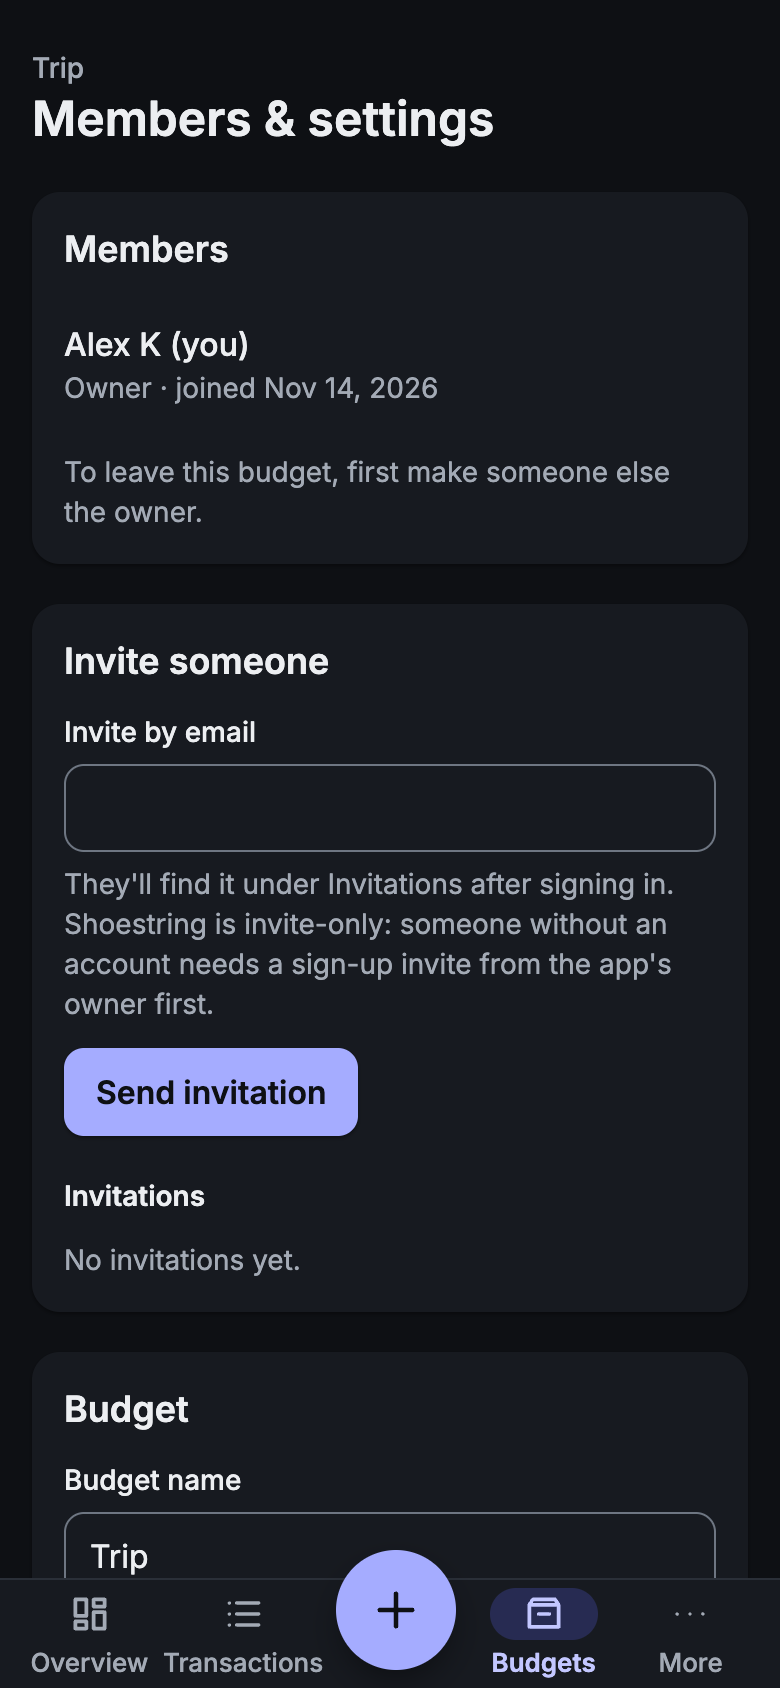 Trip
Members & settings
Members
Alex K (you)
Owner · joined Nov 14, 2026
To leave this budget, first make someone else
the owner.
Invite someone
Invite by email
They'll find it under Invitations after signing in.
Shoestring is invite-only: someone without an
account needs a sign-up invite from the app's
owner first.
Send invitation
Invitations
No invitations yet.
Budget
Budget name
Trip
Overview
Transactions
Budgets
More